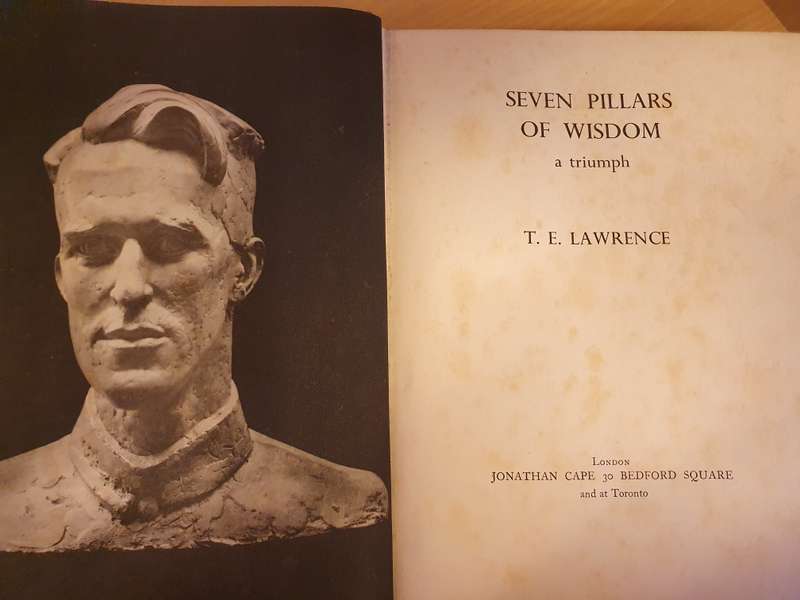 SEVEN PILLARS
OF WISDOM
a triumph
T. E. LAWRENCE
London
JONATHAN CAPE 30 BEDFORD SQUARE
and at Toronto